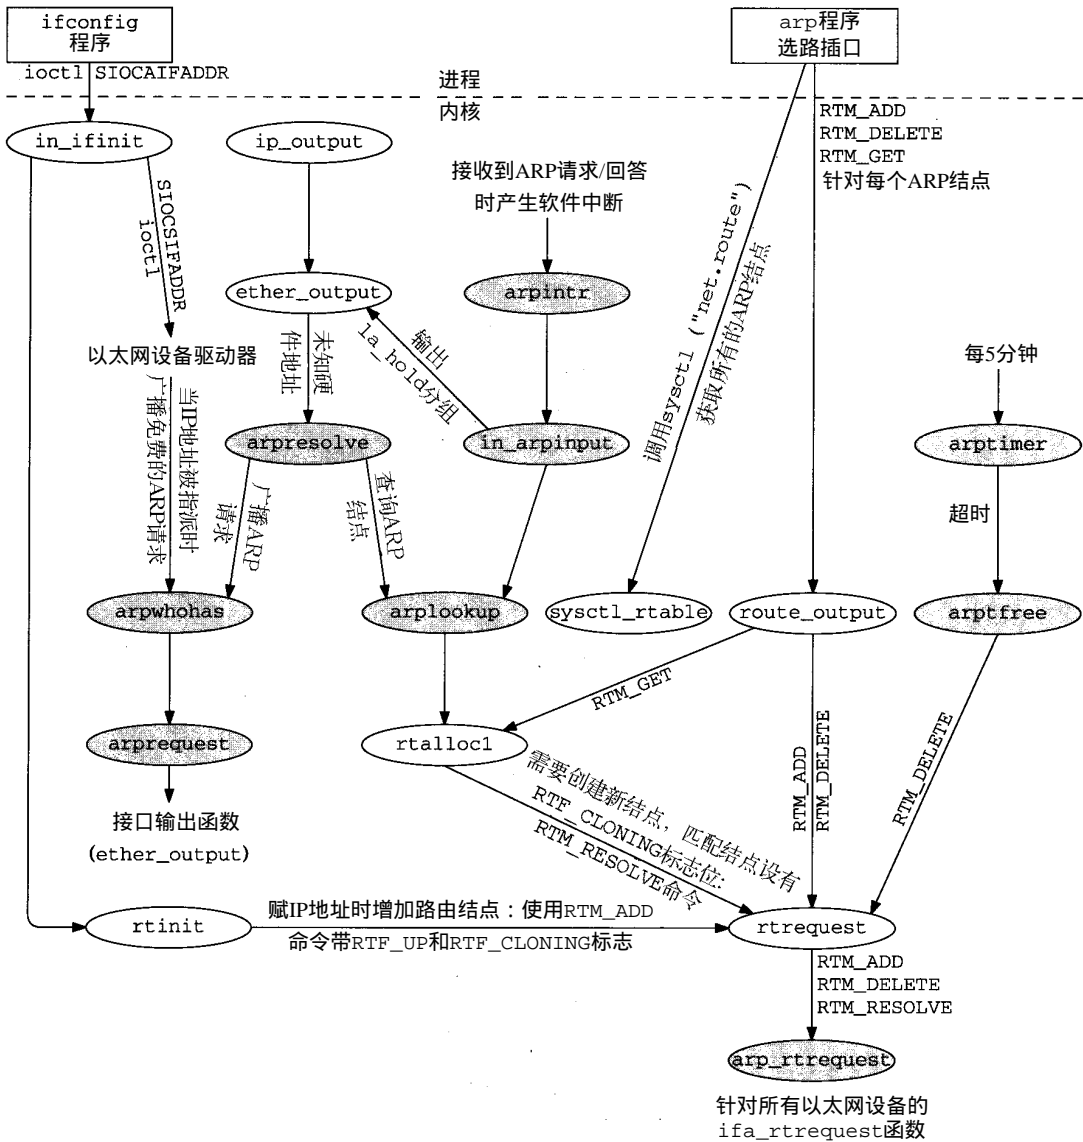 ifconfig
程序
arp程序
选路插口
ioctl SIOCAIFADDR
进程
内核
RTM_ADD
RTM_DELETE
RTM_GET
针对每个ARP结点
in_ifinit
ip_output
接收到ARP请求/回答
时产生软件中断
SIOCSIFADDR
ioctl
调用sysctl ("net.route")
获取所有的ARP结点
ether_output
arpintr
以太网设备驱动器
未知硬
件地址
输出
la_hold分组
每5分钟
当IP地址被指派时
广播免费的ARP请求
arpresolve
in_arpinput
arptimer
广播ARP
请求
查询ARP
结点
超时
arpwhohas
arplookup
sysctl_rtable
route_output
arptfree
RTM_GET
arprequest
rtalloc1
RTM_ADD
RTM_DELETE
RTM_DELETE
需要创建新结点，匹配结点设有
RTF_CLONING标志位:
RTM_RESOLVE命令
接口输出函数
(ether_output)
rtinit
赋IP地址时增加路由结点：使用RTM_ADD
命令带RTF_UP和RTF_CLONING标志
rtrequest
RTM_ADD
RTM_DELETE
RTM_RESOLVE
arp_rtrequest
针对所有以太网设备的
ifa_rtrequest函数